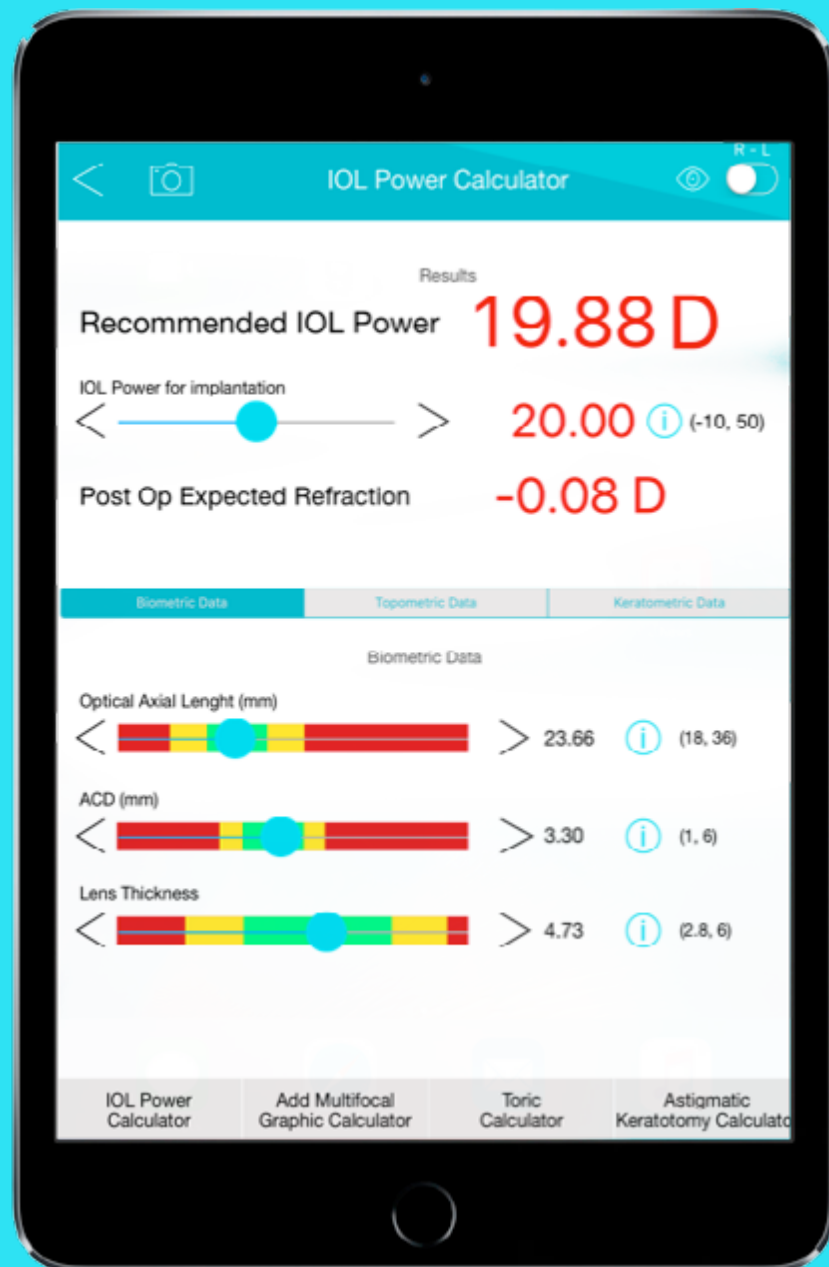 R - L
IOL Power Calculator
Results
Recommended IOL Power 19.88 D
IOL Power for implantation
20.00 i (-10, 50)
Post Op Expected Refraction -0.08 D
Biometric Data Topometric Data Keratometric Data
Biometric Data
Optical Axial Lenght (mm)
23.66 i (18, 36)
ACD (mm)
3.30 i (1, 6)
Lens Thickness
4.73 i (2.8, 6)
IOL Power Calculator
Add Multifocal Graphic Calculator
Toric Calculator
Astigmatic Keratotomy Calculato